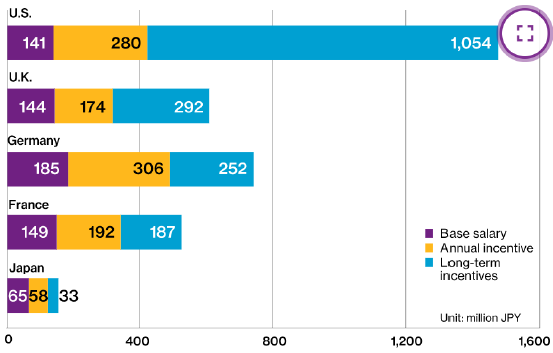 U.S.
141 280 1,054
U.K.
144 174 292
Germany
185 306 252
France
149 192 187
Japan
65 58 33
Base salary
Annual incentive
Long-term
incentives
Unit: million JPY
0 400 800 1,200 1,600